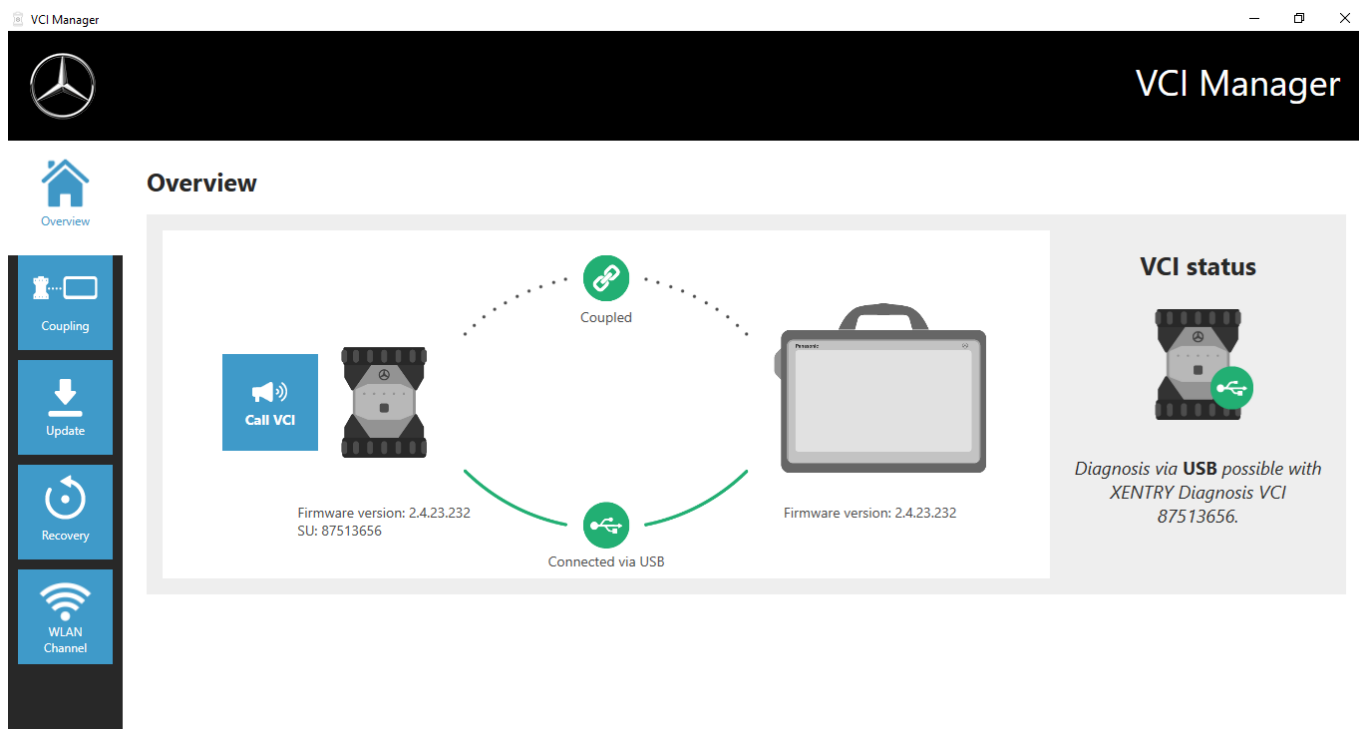 VCI Manager
VCI Manager
Overview
Overview
Coupling
Update
Recovery
WLAN
Channel
Coupled
Call VCI
Firmware version: 2.4.23.232
SU: 87513656
Connected via USB
Panasonic
Firmware version: 2.4.23.232
VCI status
Diagnosis via USB possible with
XENTRY Diagnosis VCI
87513656.